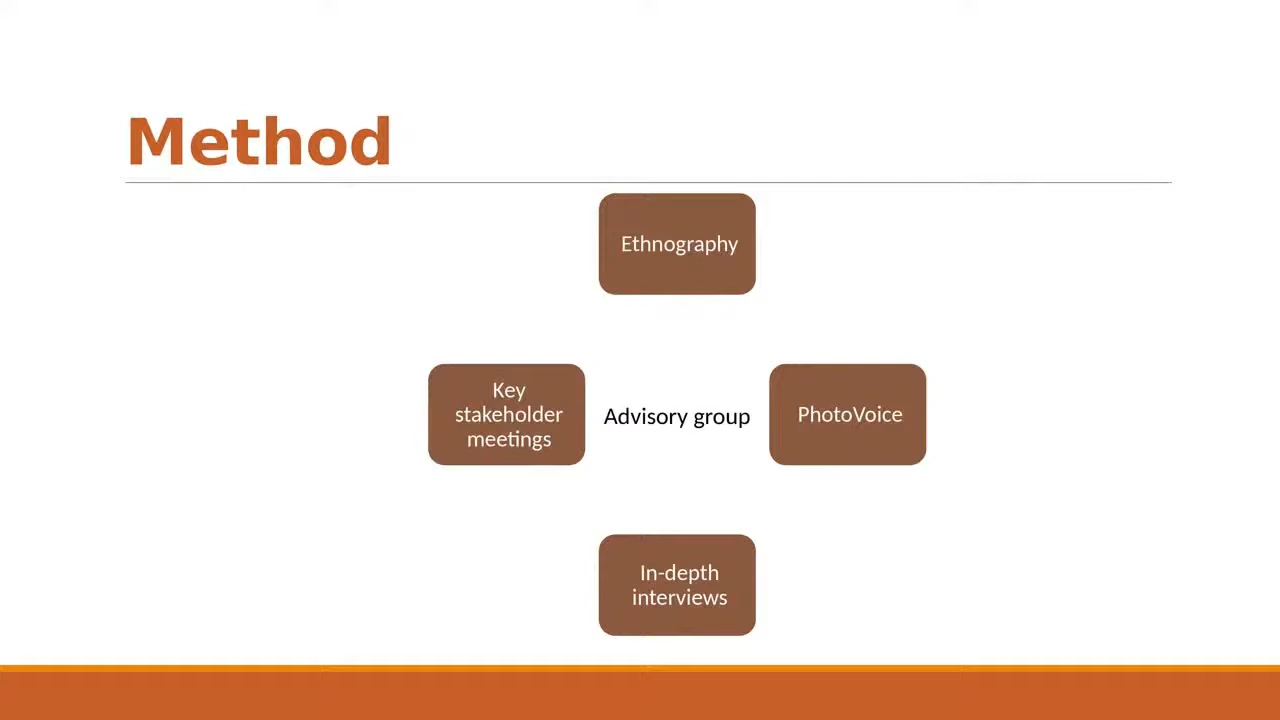 Method
Ethnography
Key
stakeholder
meetings
Advisory group
PhotoVoice
In-depth
interviews